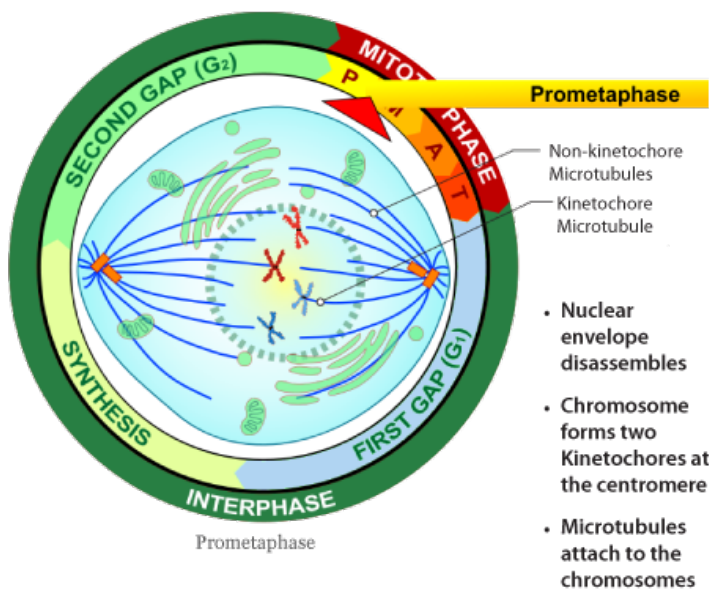 SECOND GAP (G2)
MITOTIC PHASE
P
M
A
T
Prometaphase
Non-kinetochore
Microtubules
Kinetochore
Microtubule
SYNTHESIS
FIRST GAP (G1)
INTERPHASE
Prometaphase
• Nuclear
envelope
disassembles
• Chromosome
forms two
Kinetochores at
the centromere
• Microtubules
attach to the
chromosomes